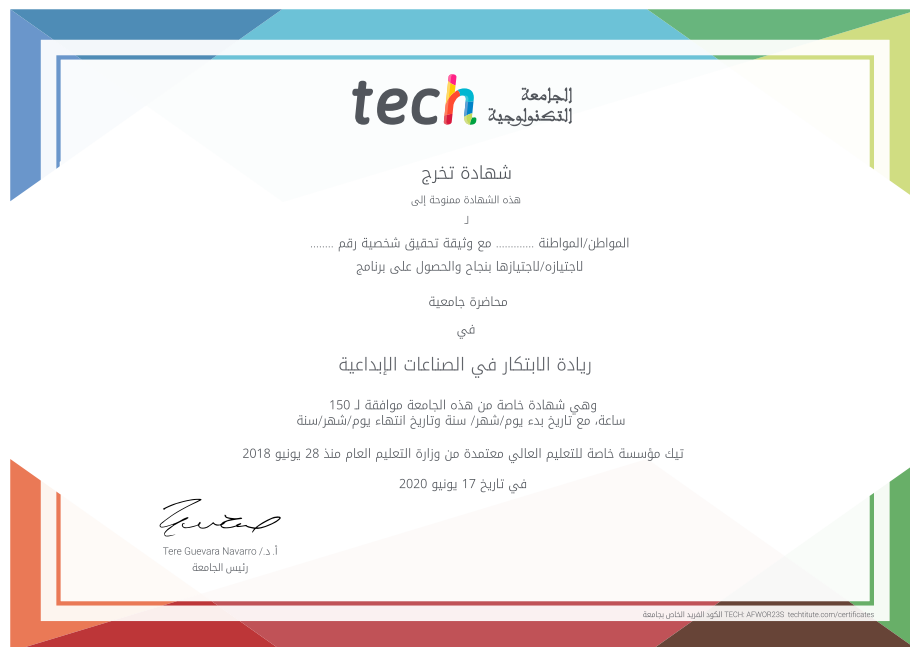 tech
الجامعة
التكنولوجية
شهادة تخرج
هذه الشهادة ممنوحة إلى
لـ
المواطن/المواطنة ............ مع وثيقة تحقيق شخصية رقم ........
لاجتيازه/لاجتيازها بنجاح والحصول على برنامج
محاضرة جامعية
في
ريادة الابتكار في الصناعات الإبداعية
وهي شهادة خاصة من هذه الجامعة موافقة لـ 150
ساعة، مع تاريخ بدء يوم/شهر/ سنة وتاريخ انتهاء يوم/شهر/سنة
تيك مؤسسة خاصة للتعليم العالي معتمدة من وزارة التعليم العام منذ 28 يونيو 2018
في تاريخ 17 يونيو 2020
أ. د./ Tere Guevara Navarro
رئيس الجامعة
الكود الفريد الخاص بجامعة TECH: AFWOR23S techtitute.com/certificates